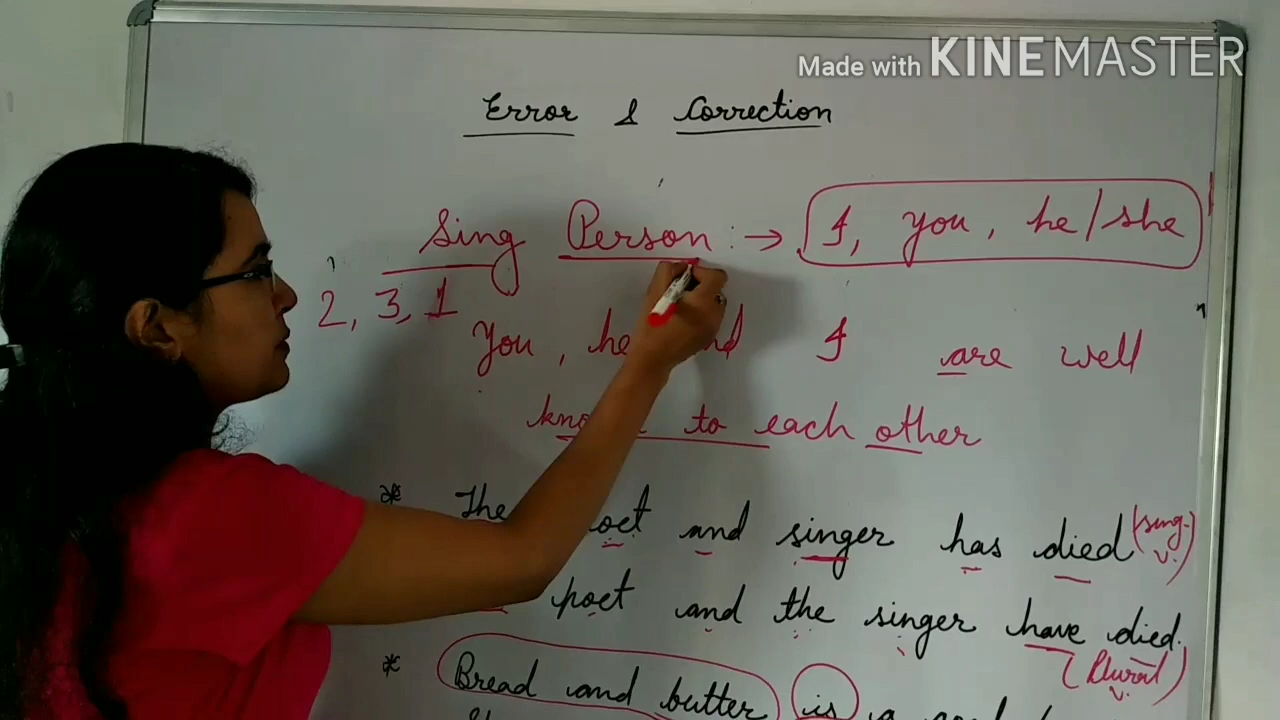 Made with KINEMASTER
Error & Correction
Sing Person :→ I, you, he/she
2, 3, 1
You, he I are well
to each other
* The and singer has died (sing. v.)
poet and the singer have died.
(Plural v.)
* Bread and butter is a